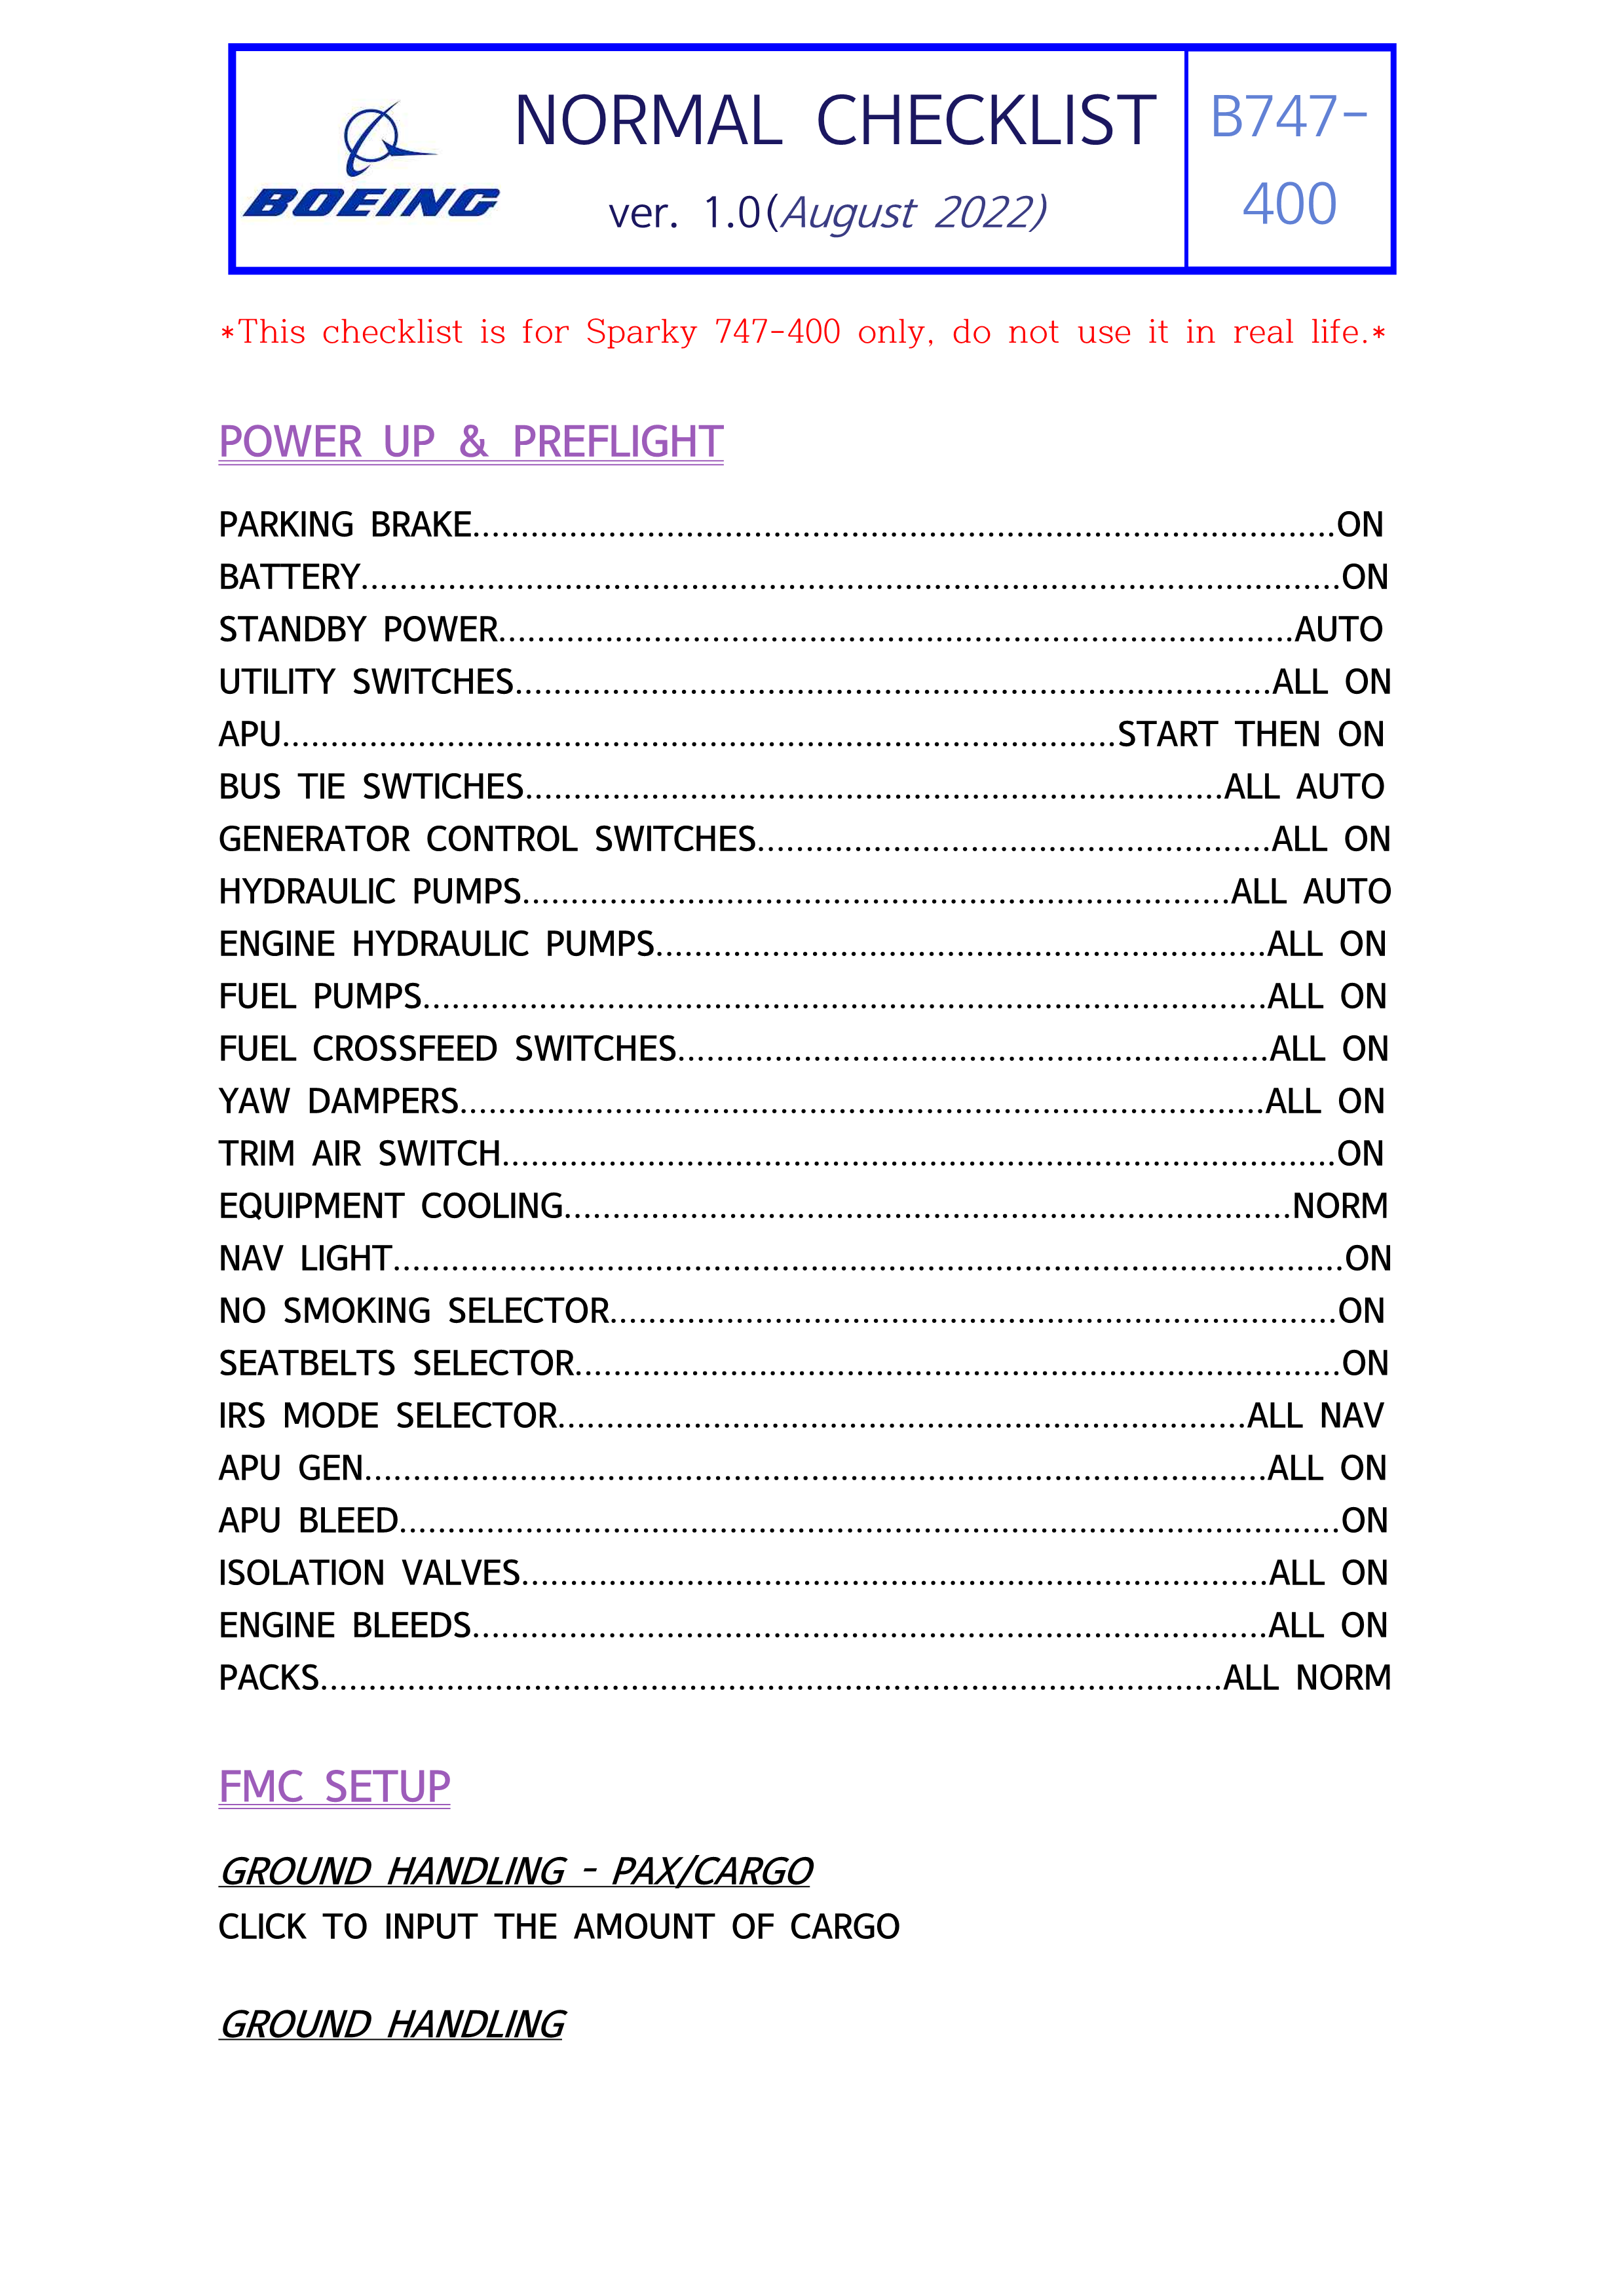 BOEING
NORMAL CHECKLIST
ver. 1.0(August 2022)
B747-
400
*This checklist is for Sparky 747-400 only, do not use it in real life.*
POWER UP & PREFLIGHT
PARKING BRAKE........................................................................................ON
BATTERY....................................................................................................ON
STANDBY POWER.................................................................................AUTO
UTILITY SWITCHES.............................................................................ALL ON
APU.....................................................................................START THEN ON
BUS TIE SWTICHES.......................................................................ALL AUTO
GENERATOR CONTROL SWITCHES....................................................ALL ON
HYDRAULIC PUMPS........................................................................ALL AUTO
ENGINE HYDRAULIC PUMPS..............................................................ALL ON
FUEL PUMPS......................................................................................ALL ON
FUEL CROSSFEED SWITCHES............................................................ALL ON
YAW DAMPERS..................................................................................ALL ON
TRIM AIR SWITCH.....................................................................................ON
EQUIPMENT COOLING..........................................................................NORM
NAV LIGHT.................................................................................................ON
NO SMOKING SELECTOR..........................................................................ON
SEATBELTS SELECTOR..............................................................................ON
IRS MODE SELECTOR......................................................................ALL NAV
APU GEN............................................................................................ALL ON
APU BLEED................................................................................................ON
ISOLATION VALVES............................................................................ALL ON
ENGINE BLEEDS.................................................................................ALL ON
PACKS............................................................................................ALL NORM
FMC SETUP
GROUND HANDLING - PAX/CARGO
CLICK TO INPUT THE AMOUNT OF CARGO
GROUND HANDLING